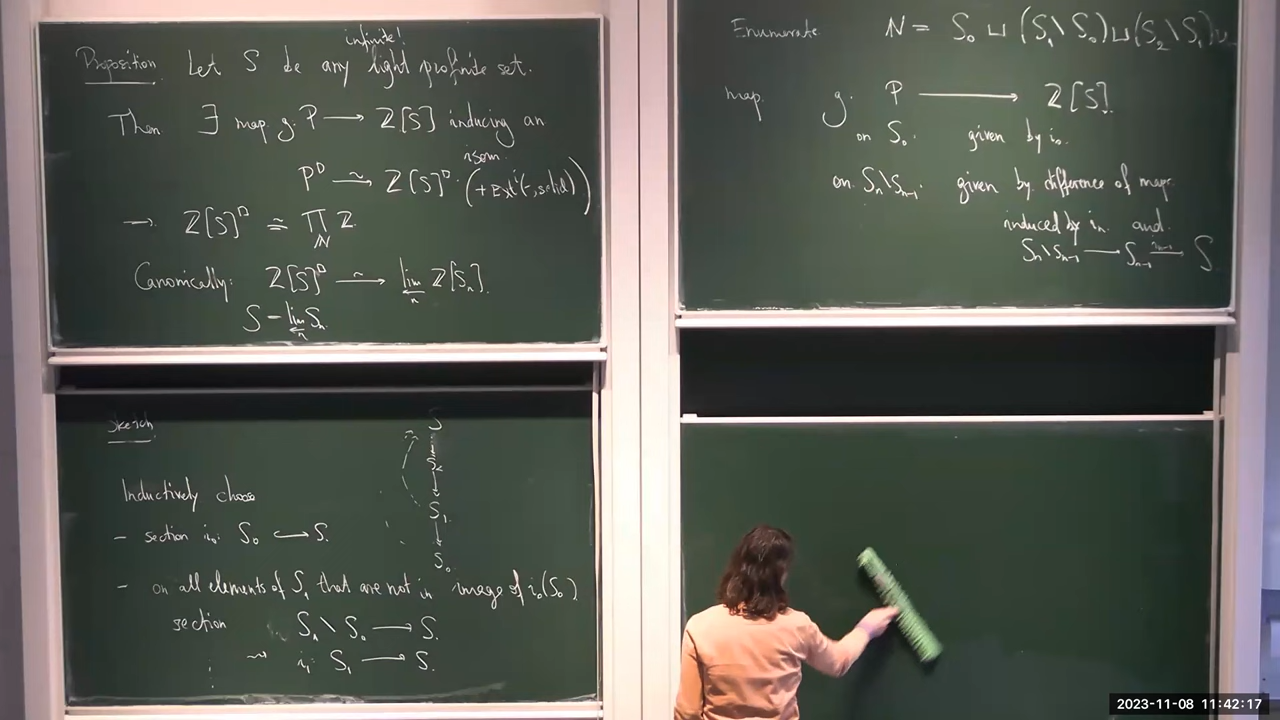 infinite!
Proposition Let S be any light profinite set.
Then ∃ map g: P → Z[S] inducing an
isom.
P^□ ⥲ Z[S]^□. (+ Ext^i(-, solid))
→ Z[S]^□ ≅ ∏_N Z.
Canonically: Z[S]^□ ⥲ lim_{←n} Z[S_n].
S = lim_{←n} S_n.
Sketch
Inductively choose
- section i_0: S_0 ↪ S.
- on all elements of S_1 that are not in image of i_0(S_0)
section S_1 \ S_0 → S.
⇝ i_1: S_1 → S.
⋮
S
S_1
S_0
Enumerate N = S_0 ⊔ (S_1 \ S_0) ⊔ (S_2 \ S_1) ⊔ ...
map g: P → Z[S].
on S_0: given by i_0.
on S_n \ S_{n-1}: given by difference of maps
induced by i_n and
S_n \ S_{n-1} → S_{n-1} →^{i_{n-1}} S
2023-11-08 11:42:17